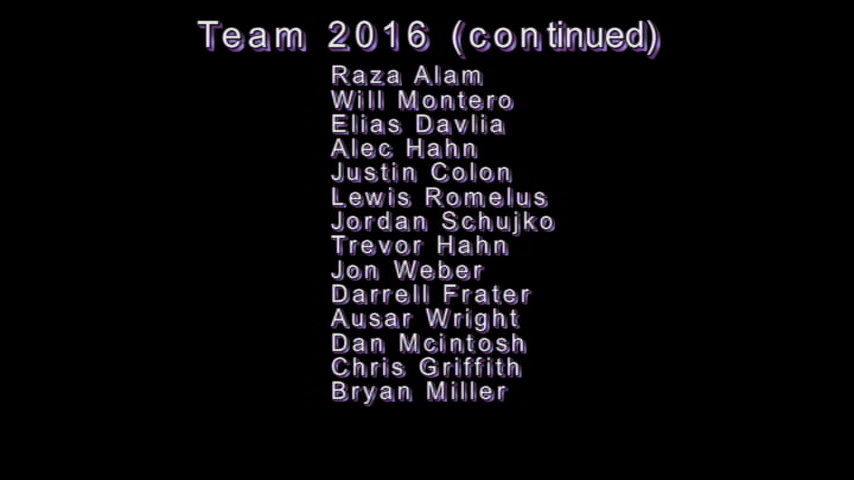 Team 2016 (continued)
Raza Alam
Will Montero
Elias Davlia
Alec Hahn
Justin Colon
Lewis Romelus
Jordan Schujko
Trevor Hahn
Jon Weber
Darrell Frater
Ausar Wright
Dan Mcintosh
Chris Griffith
Bryan Miller